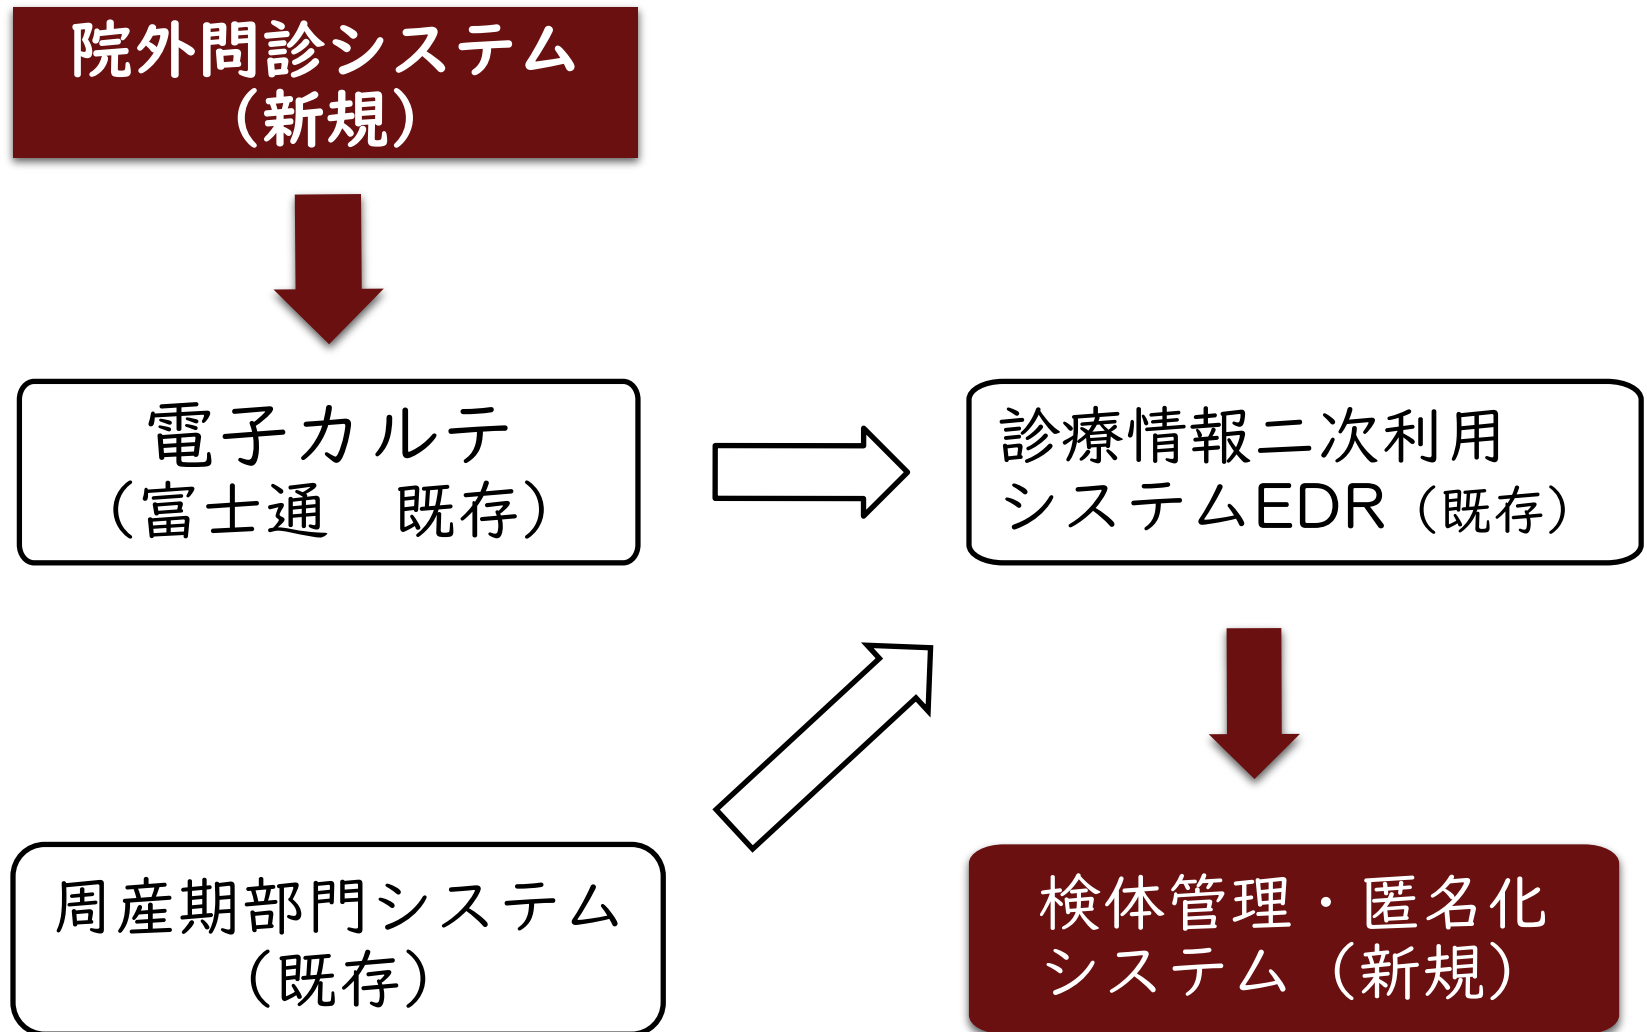 院外問診システム
（新規）
電子カルテ
（富士通　既存）
診療情報二次利用
システムEDR（既存）
周産期部門システム
（既存）
検体管理・匿名化
システム（新規）